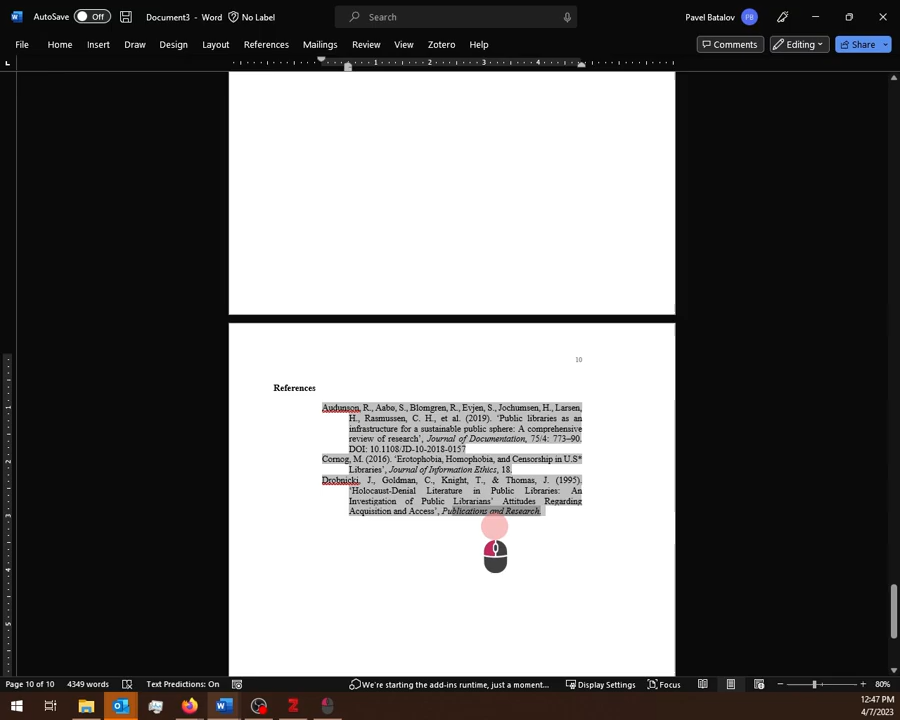 AutoSave Off Document3 - Word No Label Search Pavel Batalov PB
File Home Insert Draw Design Layout References Mailings Review View Zotero Help Comments Editing Share
1 2 3 4
10
References
Audunson, R., Aabø, S., Blomgren, R., Evjen, S., Jochumsen, H., Larsen,
H., Rasmussen, C. H., et al. (2019). ‘Public libraries as an
infrastructure for a sustainable public sphere: A comprehensive
review of research’, Journal of Documentation, 75/4: 773–90.
DOI: 10.1108/JD-10-2018-0157
Cornog, M. (2016). ‘Erotophobia, Homophobia, and Censorship in U.S*
Libraries’, Journal of Information Ethics, 18.
Drobnicki, J., Goldman, C., Knight, T., & Thomas, J. (1995).
‘Holocaust-Denial Literature in Public Libraries: An
Investigation of Public Librarians’ Attitudes Regarding
Acquisition and Access’, Publications and Research.
Page 10 of 10 4349 words Text Predictions: On We're starting the add-ins runtime, just a moment... Display Settings Focus 80%
12:47 PM
4/7/2023